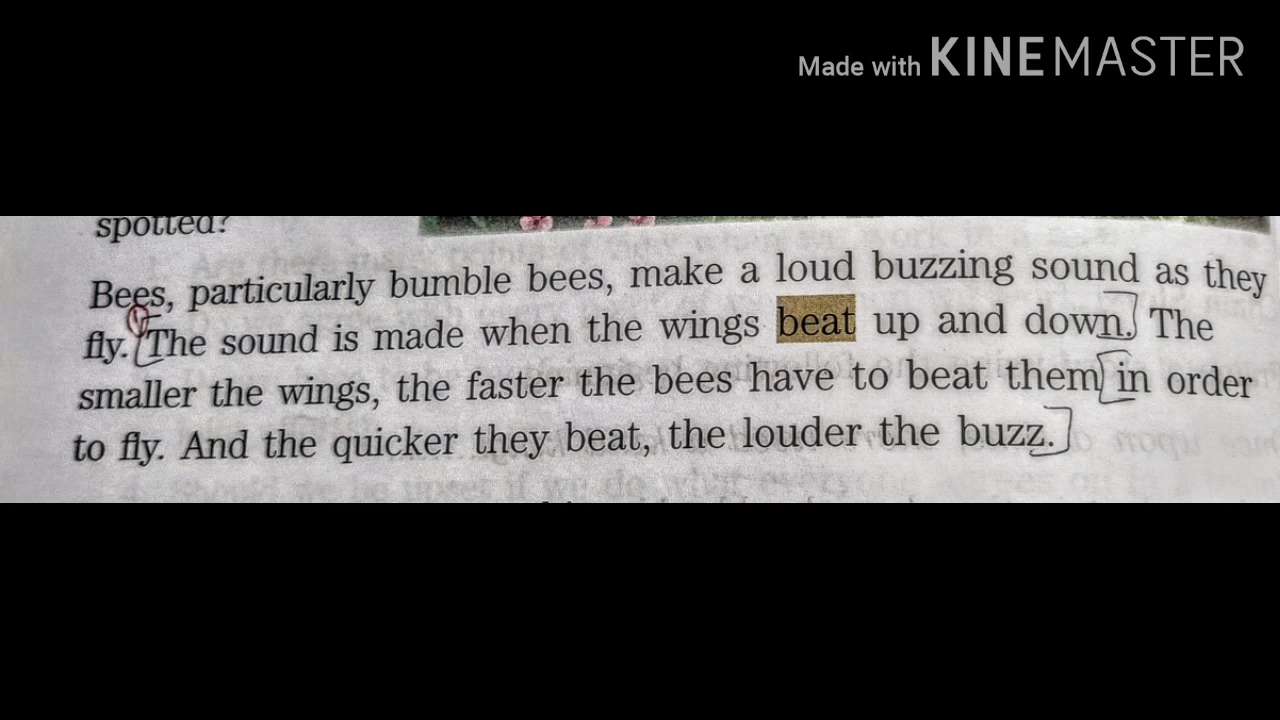 Made with KINEMASTER
spotted?
Bees, particularly bumble bees, make a loud buzzing sound as they
fly. The sound is made when the wings beat up and down. The
smaller the wings, the faster the bees have to beat them in order
to fly. And the quicker they beat, the louder the buzz.